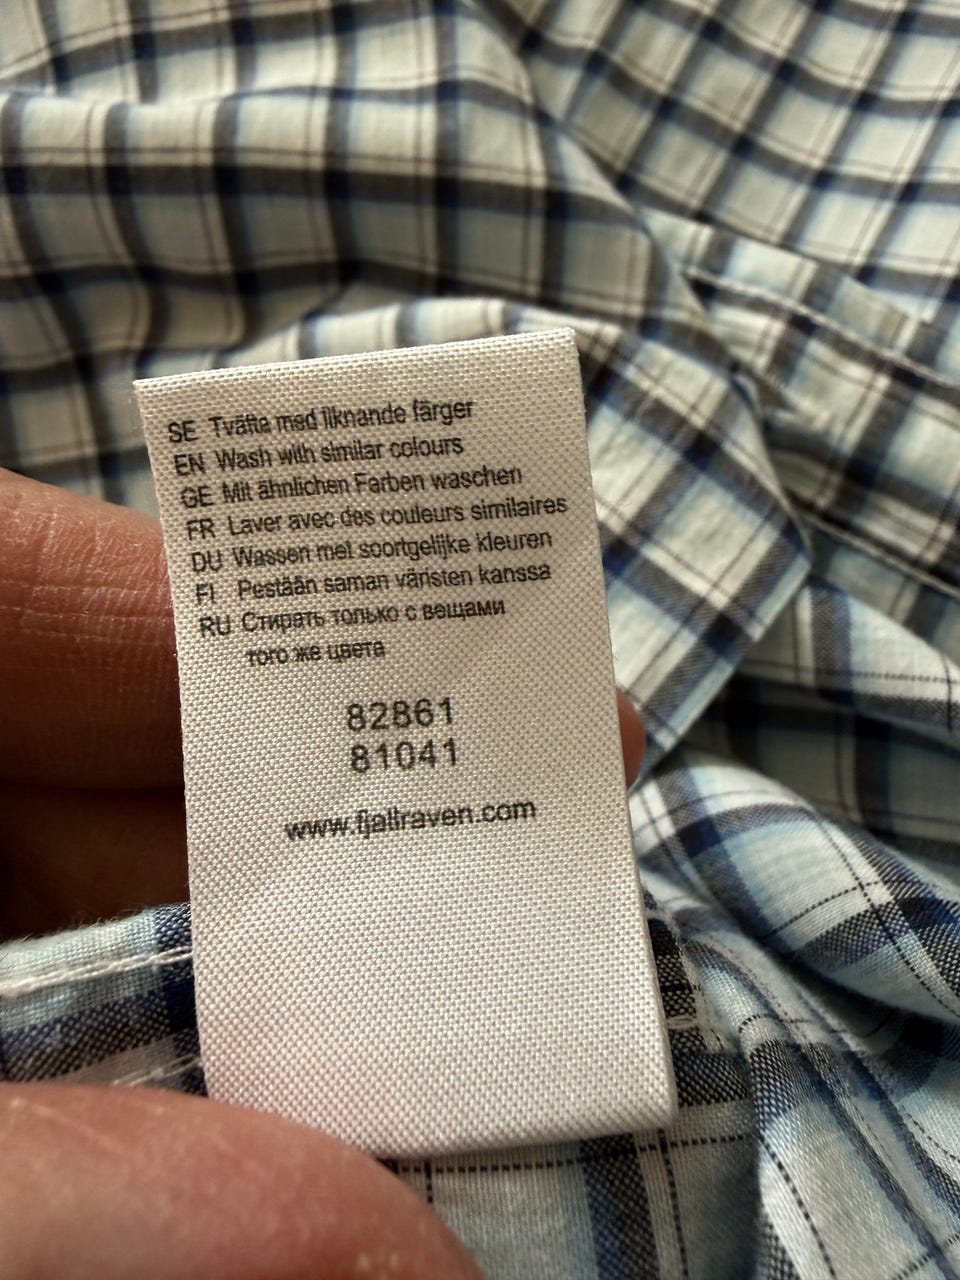 SE Tvätta med liknande färger
EN Wash with similar colours
GE Mit ähnlichen Farben waschen
FR Laver avec des couleurs similaires
DU Wassen met soortgelijke kleuren
FI Pestään saman väristen kanssa
RU Стирать только с вещами
того же цвета
82861
81041
www.fjallraven.com